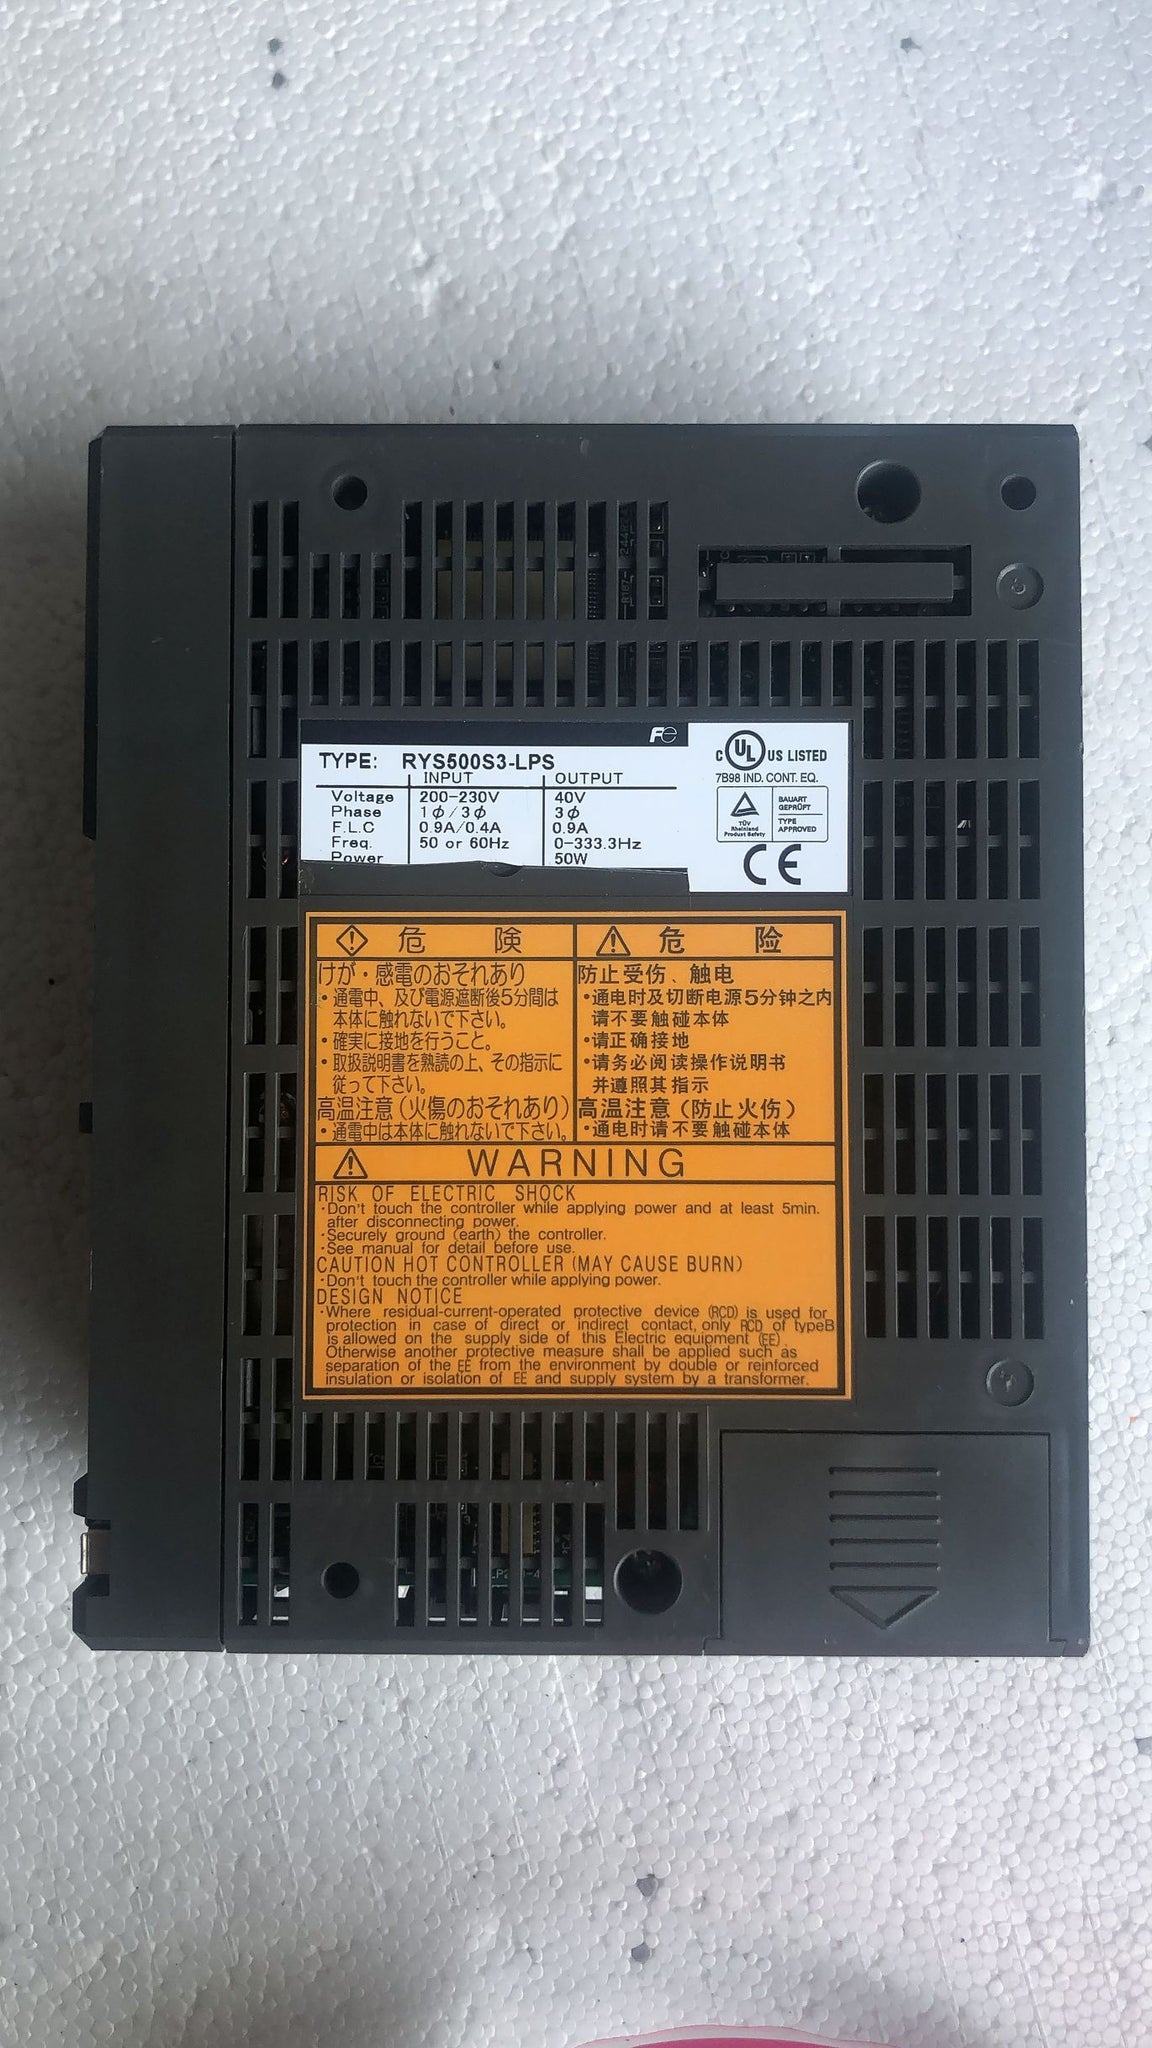 Fe
TYPE: RYS500S3-LPS
INPUT OUTPUT
Voltage 200-230V 40V
Phase 1φ/3φ 3φ
F.L.C 0.9A/0.4A 0.9A
Freq. 50 or 60Hz 0-333.3Hz
Power 50W
C UL US LISTED
7B98 IND. CONT. EQ.
TÜV
Rheinland
Product Safety
BAUART
GEPRÜFT
TYPE
APPROVED
CE
危 険
けが・感電のおそれあり
・通電中、及び電源遮断後5分間は
本体に触れないで下さい。
・確実に接地を行うこと。
・取扱説明書を熟読の上、その指示に
従って下さい。
高温注意(火傷のおそれあり)
・通電中は本体に触れないで下さい。
危 险
防止受伤、触电
・通电时及切断电源5分钟之内
请不要触碰本体
・请正确接地
・请务必阅读操作说明书
并遵照其指示
高温注意(防止火伤)
・通电时请不要触碰本体
WARNING
RISK OF ELECTRIC SHOCK
・Don't touch the controller while applying power and at least 5min.
after disconnecting power.
・Securely ground (earth) the controller.
・See manual for detail before use.
CAUTION HOT CONTROLLER (MAY CAUSE BURN)
・Don't touch the controller while applying power.
DESIGN NOTICE
・Where residual-current-operated protective device (RCD) is used for
protection in case of direct or indirect contact, only RCD of typeB
is allowed on the supply side of this Electric equipment (EE).
Otherwise another protective measure shall be applied such as
separation of the EE from the environment by double or reinforced
insulation or isolation of EE and supply system by a transformer.